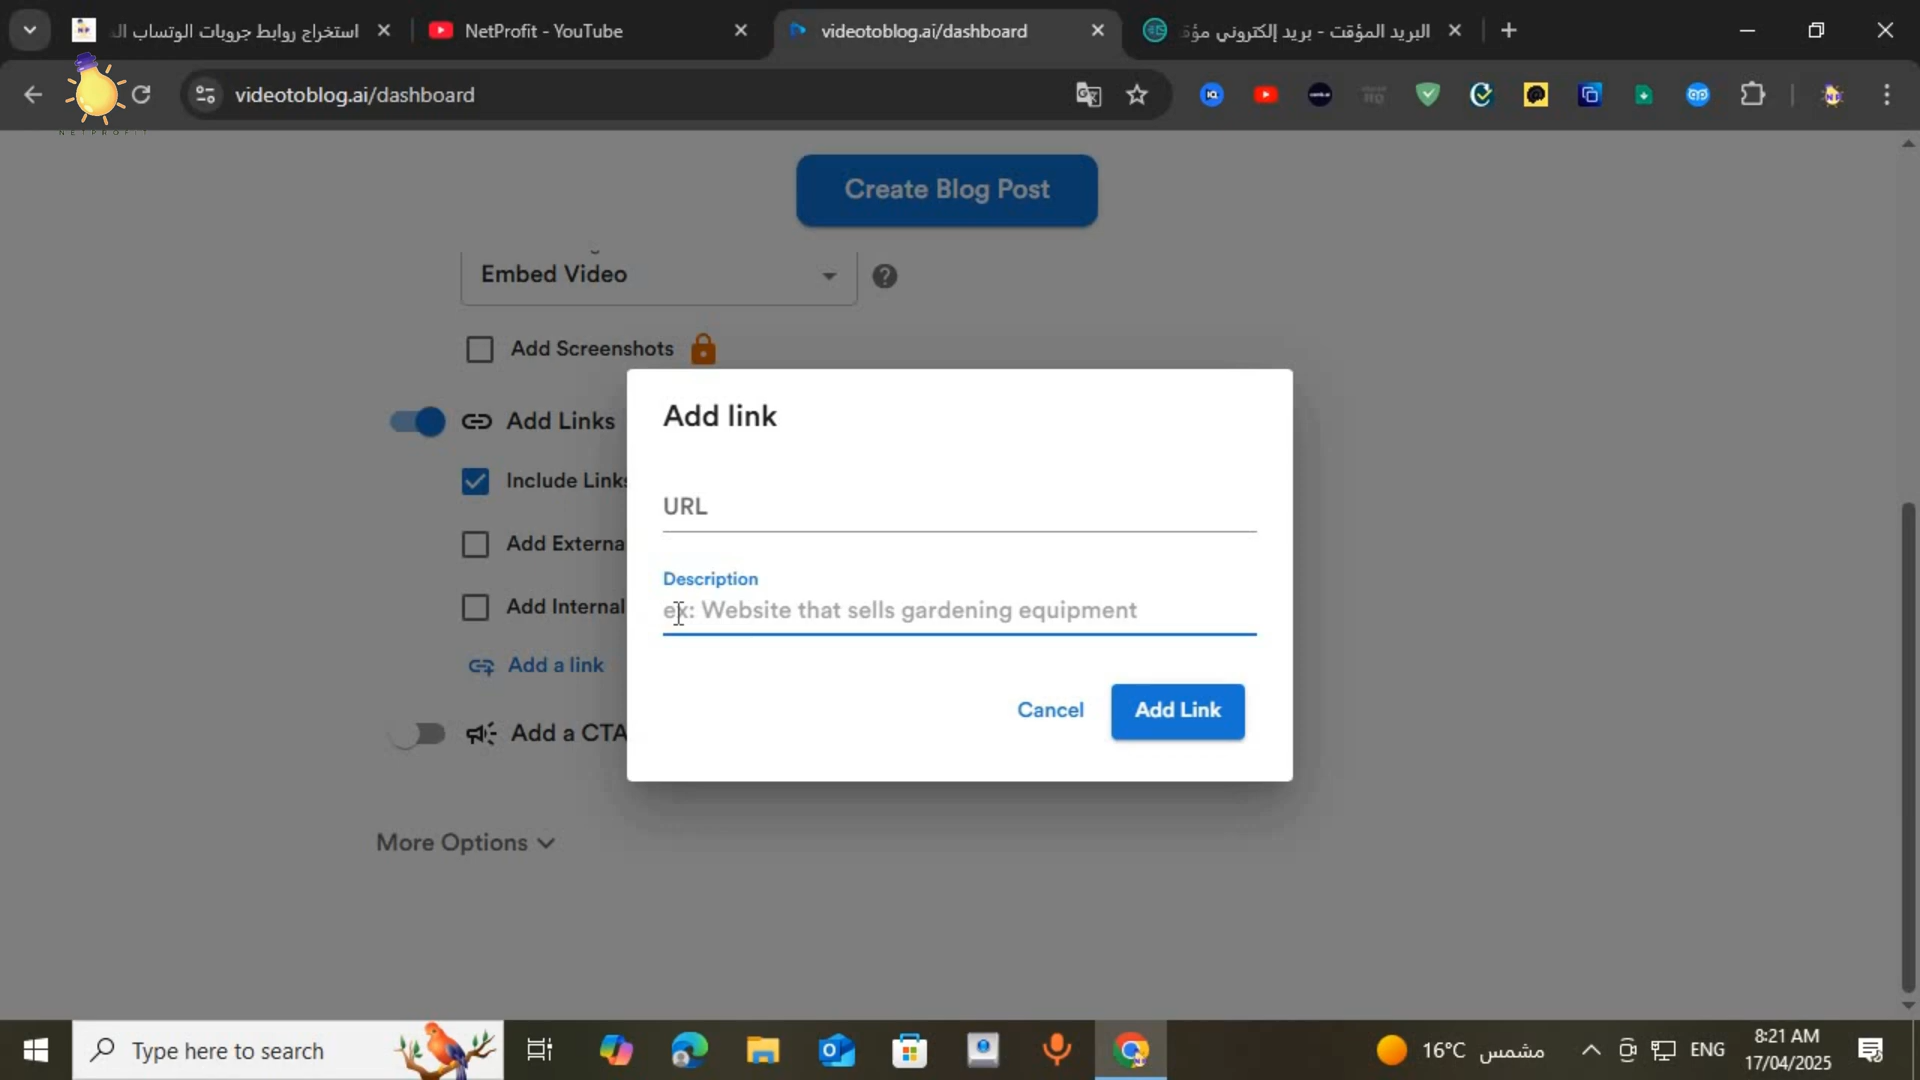 استخراج روابط جروبات الوتساب الم
NetProfit - YouTube
videotoblog.ai/dashboard
البريد المؤقت - بريد إلكتروني مؤق
videotoblog.ai/dashboard
NETPROFIT
Create Blog Post
Embed Video
Add Screenshots
Add Links
Include Links
Add Externa
Add Internal
Add a link
Add a CTA
More Options
Add link
URL
Description
ex: Website that sells gardening equipment
Cancel
Add Link
Type here to search
16°C مشمس
ENG
8:21 AM
17/04/2025